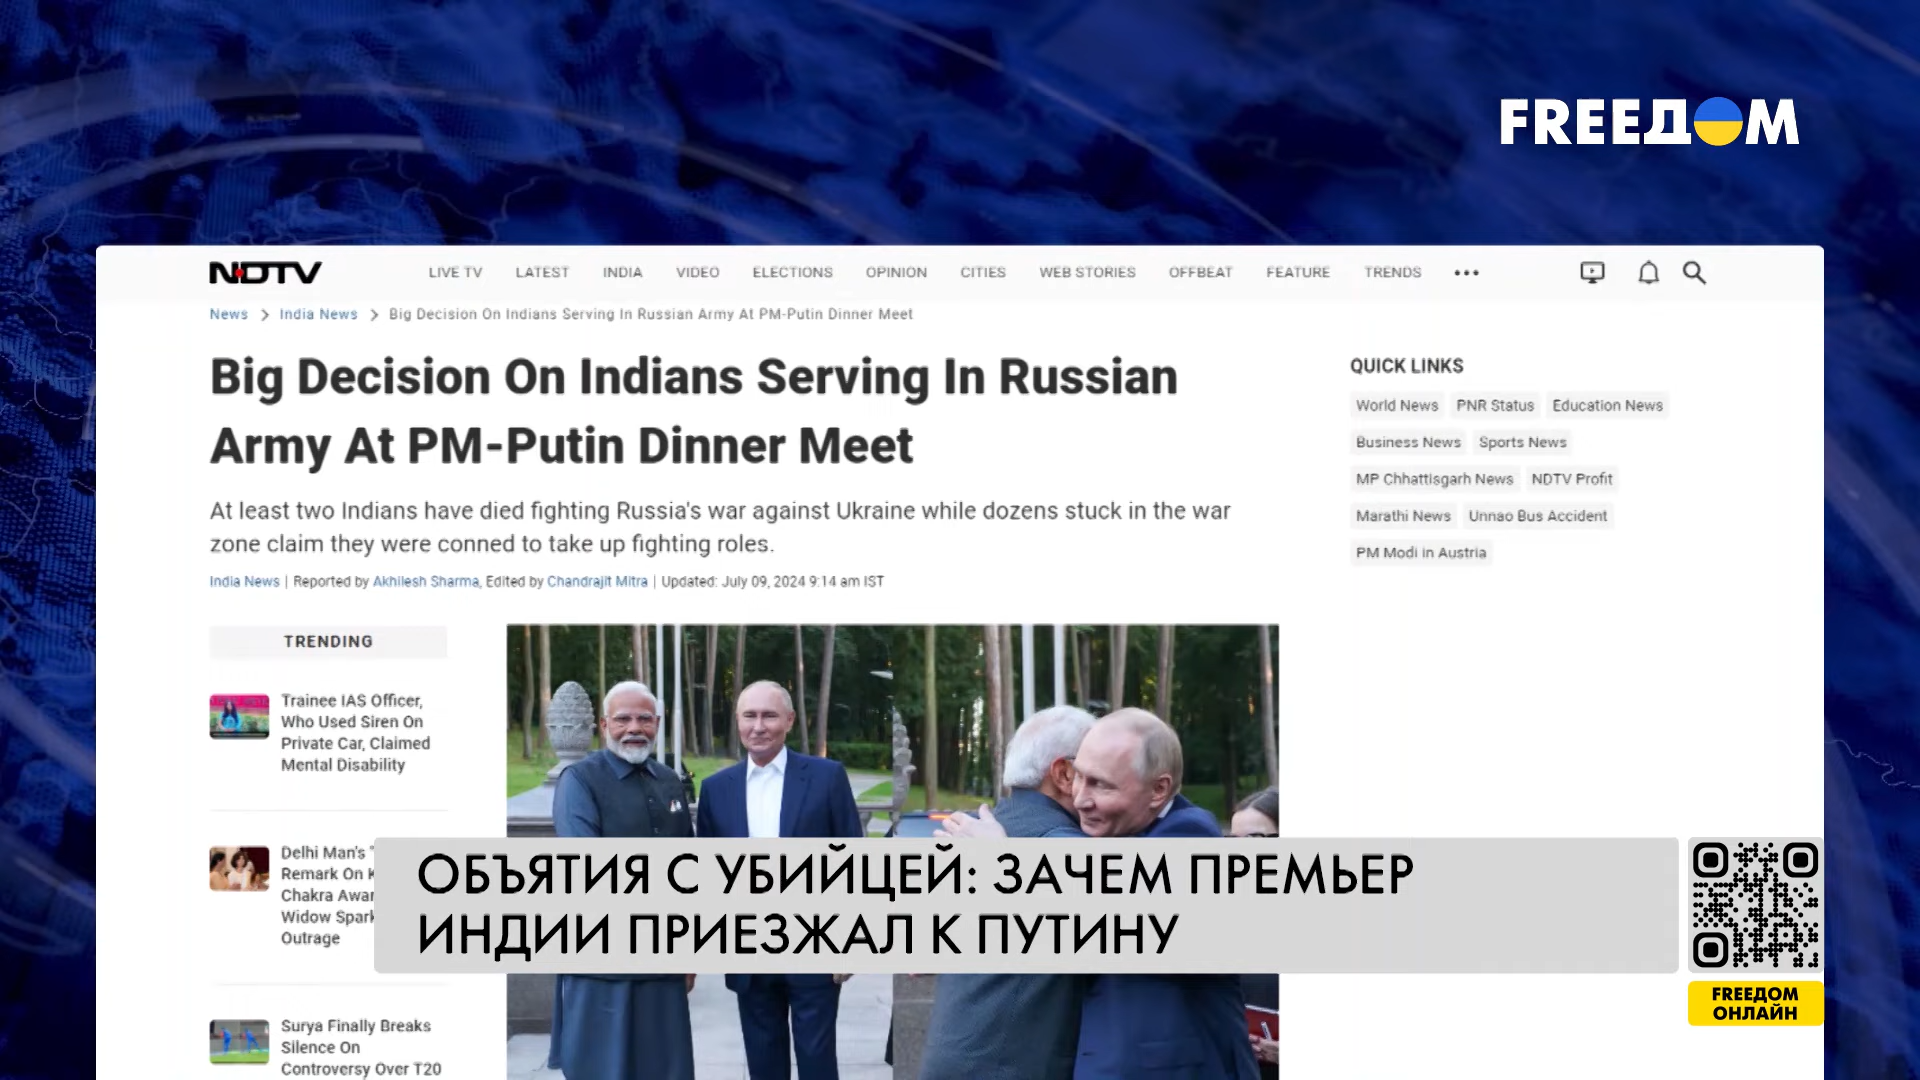 FREEДOM
NDTV
LIVE TV LATEST INDIA VIDEO ELECTIONS OPINION CITIES WEB STORIES OFFBEAT FEATURE TRENDS
News > India News > Big Decision On Indians Serving In Russian Army At PM-Putin Dinner Meet
Big Decision On Indians Serving In Russian
Army At PM-Putin Dinner Meet
At least two Indians have died fighting Russia's war against Ukraine while dozens stuck in the war
zone claim they were conned to take up fighting roles.
India News | Reported by Akhilesh Sharma, Edited by Chandrajit Mitra | Updated: July 09, 2024 9:14 am IST
QUICK LINKS
World News PNR Status Education News
Business News Sports News
MP Chhattisgarh News NDTV Profit
Marathi News Unnao Bus Accident
PM Modi in Austria
TRENDING
Trainee IAS Officer,
Who Used Siren On
Private Car, Claimed
Mental Disability
Delhi Man's
Remark On
Chakra Awar
Widow Spark
Outrage
Surya Finally Breaks
Silence On
Controversy Over T20
ОБЪЯТИЯ С УБИЙЦЕЙ: ЗАЧЕМ ПРЕМЬЕР
ИНДИИ ПРИЕЗЖАЛ К ПУТИНУ
FREEДOM
ОНЛАЙН